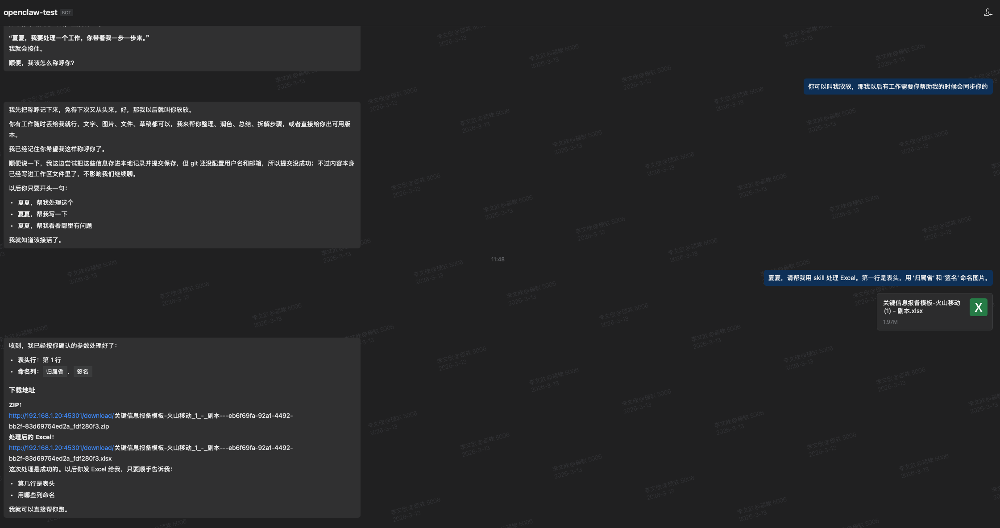 openclaw-test BOT
“夏夏，我要处理一个工作，你带着我一步一步来。”
我就会接住。
顺便，我该怎么称呼你？
你可以叫我欣欣，那我以后有工作需要你帮助我的时候会同步你的
我先把称呼记下来，免得下次又从头来。好，那我以后就叫你欣欣。
你有工作随时丢给我就行，文字、图片、文件、草稿都可以，我来帮你整理、润色、总结、拆解步骤，或者直接给你出可用版
本。
我已经记住你希望我这样称呼你了。
顺便说一下，我这边尝试把这些信息存进本地记录并提交保存，但 git 还没配置用户名和邮箱，所以提交没成功；不过内容本身
已经写进工作区文件里了，不影响我们继续聊。
以后你只要开头一句：
• 夏夏，帮我处理这个
• 夏夏，帮我写一下
• 夏夏，帮我看看哪里有问题
我就知道该接活了。
11:48
夏夏，请帮我用 skill 处理 Excel。第一行是表头，用 ‘归属省’ 和 ‘签名’ 命名图片。
关键信息报备模板-火山移动
(1) - 副本.xlsx
1.97M
收到，我已经按你确认的参数处理好了：
• 表头行：第 1 行
• 命名列： 归属省 、 签名
下载地址
ZIP：
http://192.168.1.20:45301/download/关键信息报备模板-火山移动_1_-_副本---eb6f69fa-92a1-4492-
bb2f-83d69754ed2a_fdf280f3.zip
处理后的 Excel：
http://192.168.1.20:45301/download/关键信息报备模板-火山移动_1_-_副本---eb6f69fa-92a1-4492-
bb2f-83d69754ed2a_fdf280f3.xlsx
这次处理是成功的。以后你发 Excel 给我，只要顺手告诉我：
• 第几行是表头
• 用哪些列命名
我就可以直接帮你跑。
李文欣@硕软 5006
2026-3-13